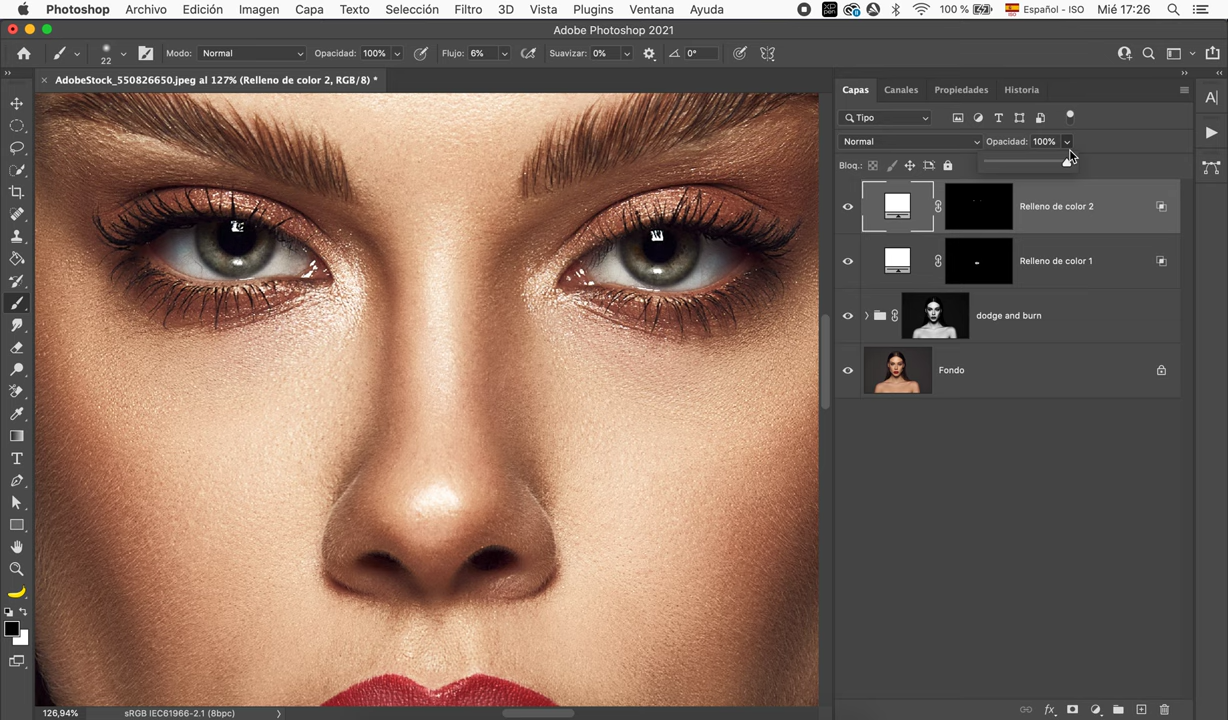 Photoshop Archivo Edición Imagen Capa Texto Selección Filtro 3D Vista Plugins Ventana Ayuda 100 % Español - ISO Mié 17:26
Adobe Photoshop 2021
22 Modo: Normal Opacidad: 100% Flujo: 6% Suavizar: 0% 0°
AdobeStock_550826650.jpeg al 127% (Relleno de color 2, RGB/8) *
Capas Canales Propiedades Historia
Tipo
Normal Opacidad: 100%
Bloq.:
Relleno de color 2
Relleno de color 1
dodge and burn
Fondo
126,94% sRGB IEC61966-2.1 (8bpc)